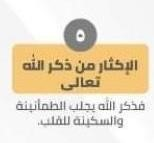 ٥
الإكثار من ذكر الله
تعالى
فذكر الله يجلب الطمأنينة
والسكينة للقلب.